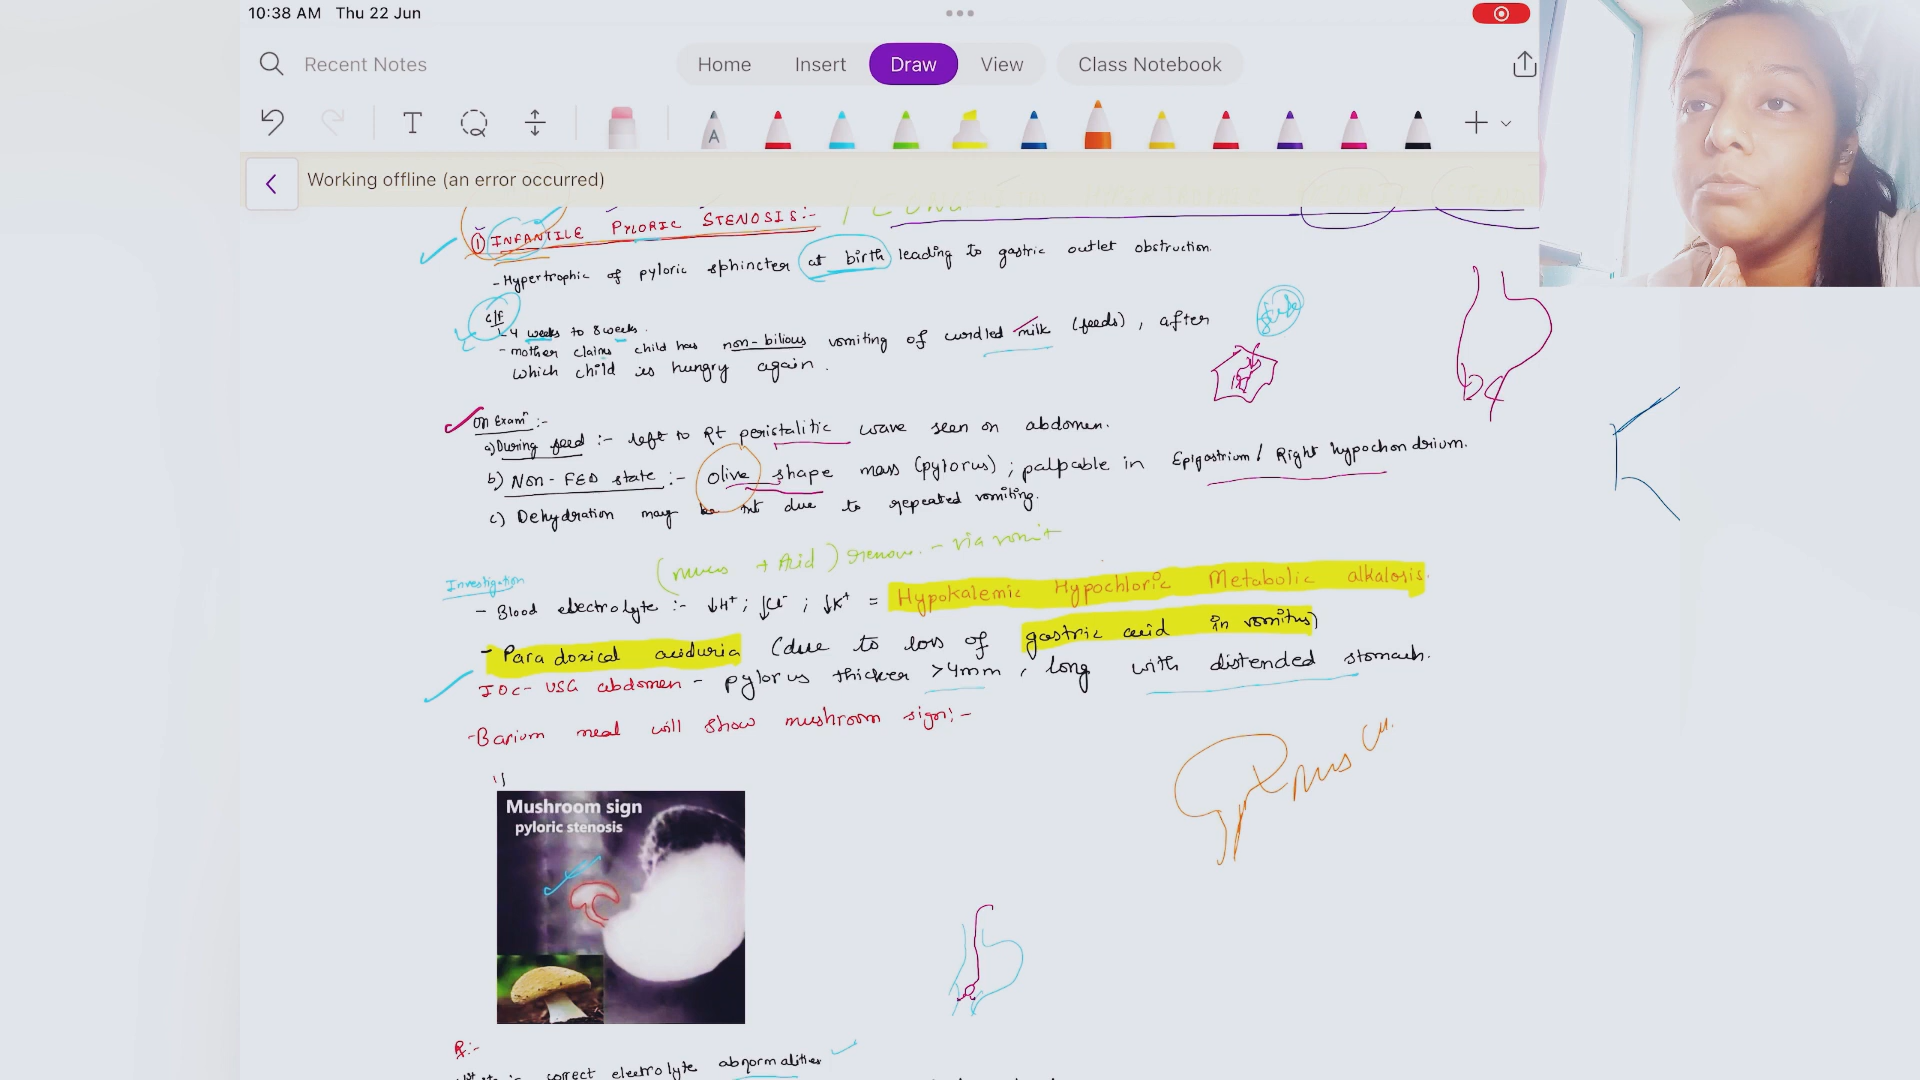 10:38 AM Thu 22 Jun
Recent Notes
Home Insert Draw View Class Notebook
T
A
Working offline (an error occurred)
① INFANTILE PYLORIC STENOSIS:-
- Hypertrophic of pyloric sphincter at birth leading to gastric outlet obstruction.
c/f
4 weeks to 8 weeks.
- mother claims child has non-bilious vomiting of curdled milk (feeds), after
which child is hungry again.
On Examⁿ:-
a) During feed :- left to Rt peristalitic wave seen on abdomen.
b) Non-FED state :- Olive shape mass (pylorus) ; palpable in Epigastrium / Right hypochondrium.
c) Dehydration may be due to repeated vomiting.
(mucus + Acid) - via vomit
Investigation
- Blood electrolyte :- ↓H⁺ ; ↓Cl⁻ ; ↓K⁺ = Hypokalemic Hypochloric Metabolic alkalosis.
- Paradoxical aciduria (due to loss of gastric acid in vomitus)
IOC- USG abdomen - pylorus thicker >4mm, long with distended stomach.
- Barium meal will show mushroom sign:-
Mushroom sign
pyloric stenosis
Rx:-
correct electrolyte abnormalities